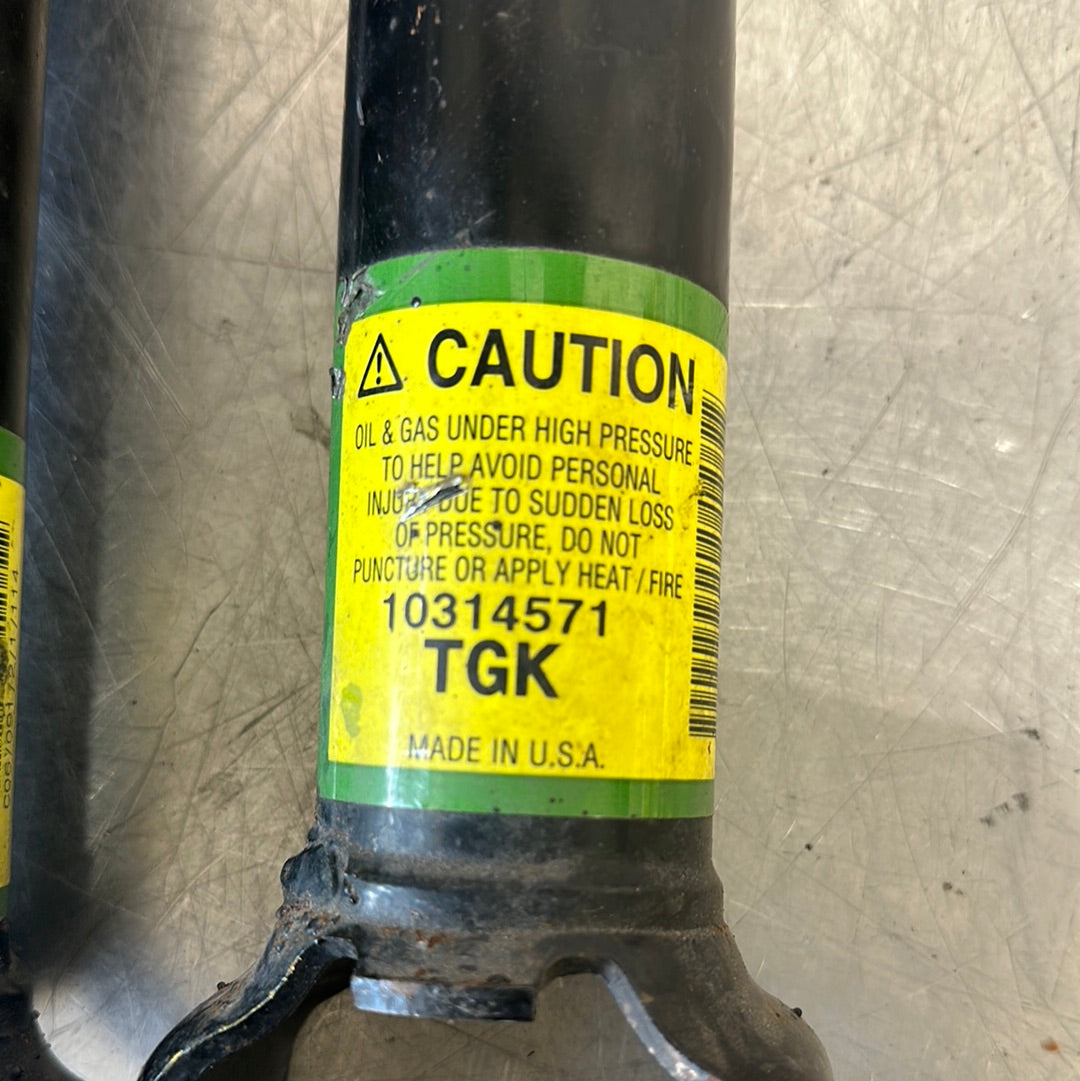 CAUTION
OIL & GAS UNDER HIGH PRESSURE
TO HELP AVOID PERSONAL
INJURY DUE TO SUDDEN LOSS
OF PRESSURE, DO NOT
PUNCTURE OR APPLY HEAT / FIRE
10314571
TGK
MADE IN U.S.A.